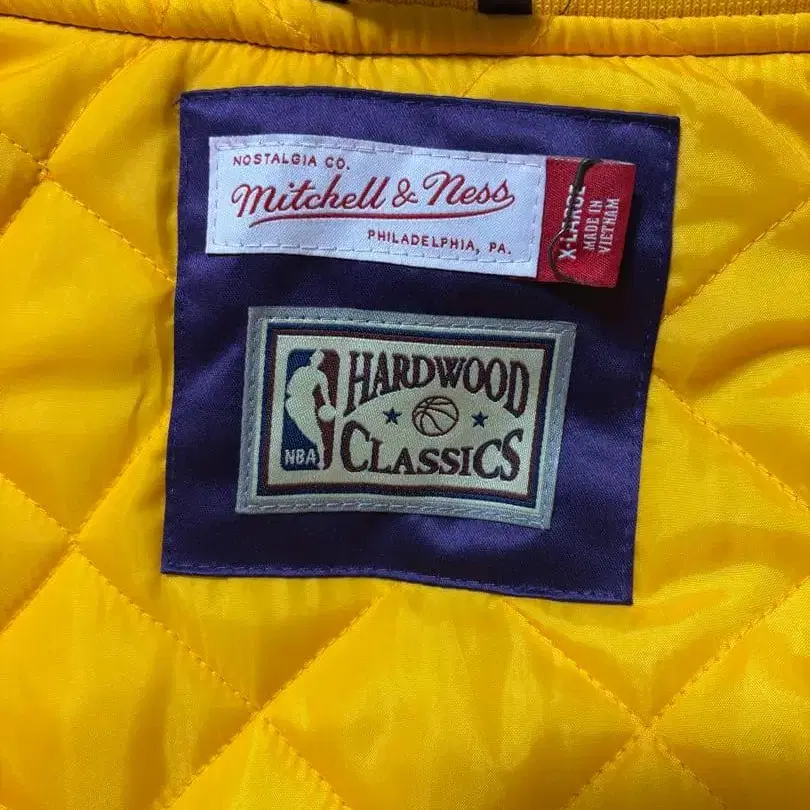 NOSTALGIA CO.
Mitchell & Ness
PHILADELPHIA, PA.
X-LARGE
MADE IN
VIETNAM
HARDWOOD
NBA
CLASSICS